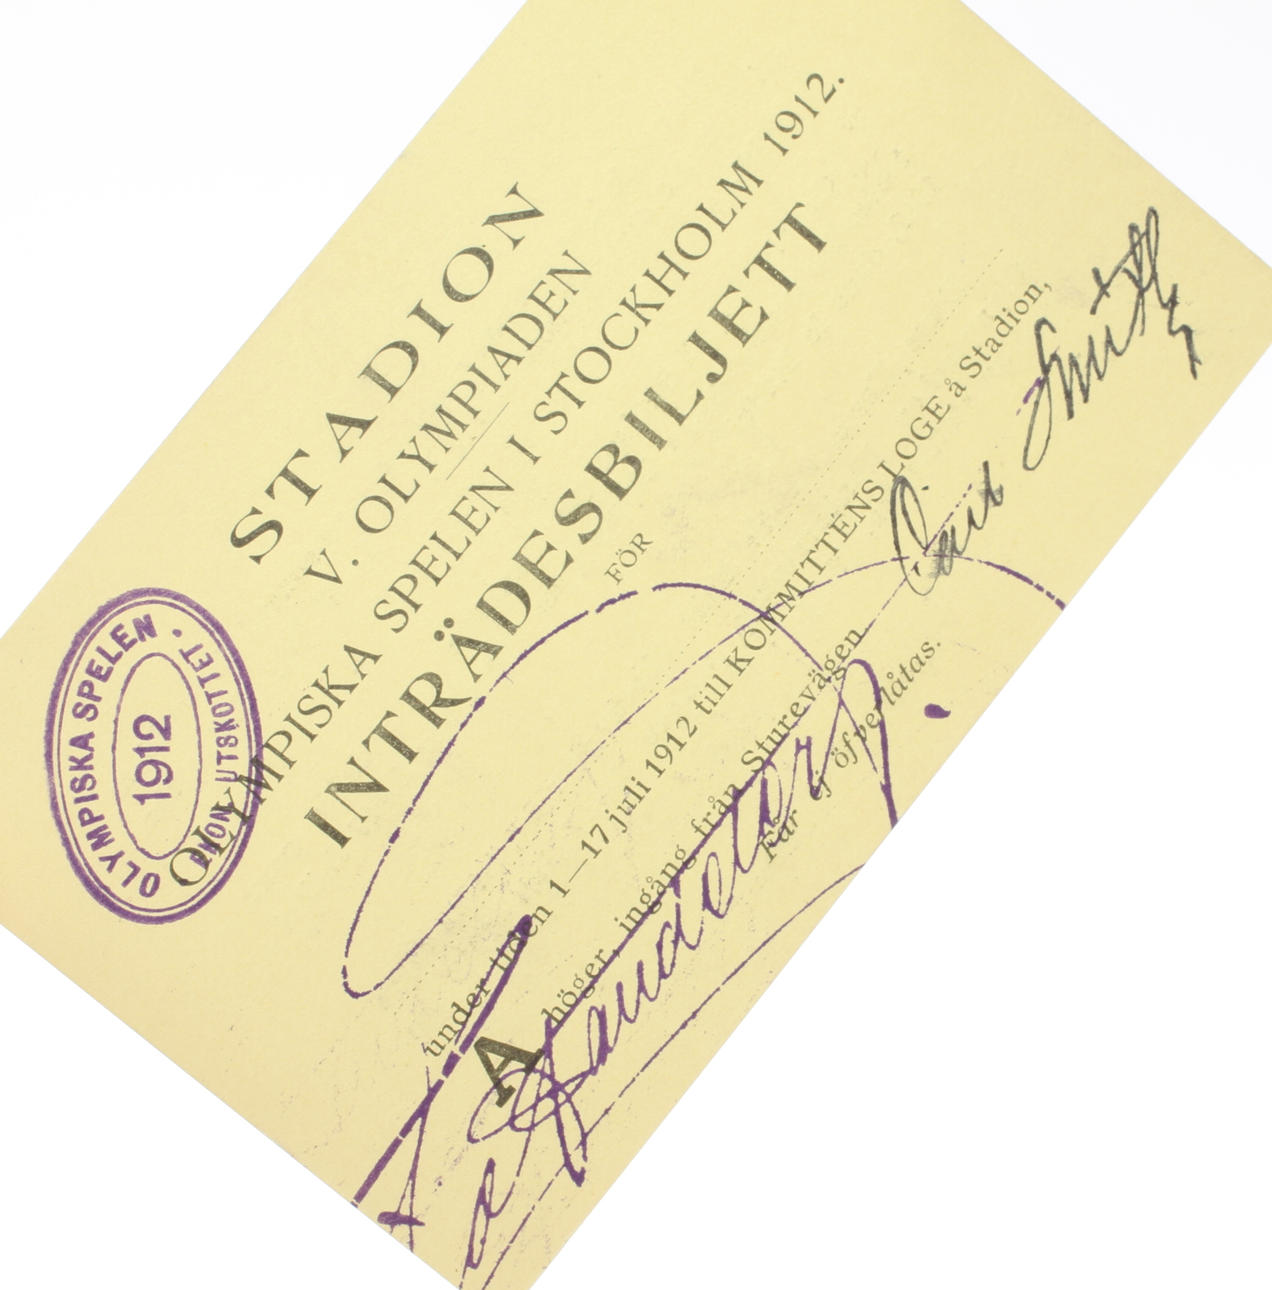 STADION
V. OLYMPIADEN
OLYMPISKA SPELEN I STOCKHOLM 1912.
INTRÄDESBILJETT
FÖR
under tiden 1—17 juli 1912 till KOMMITTÉNS LOGE å Stadion,
A höger, ingång från Sturevägen.
Får ej öfverlåtas.
OLYMPISKA SPELEN
1912
UTSKOTTET
Smith